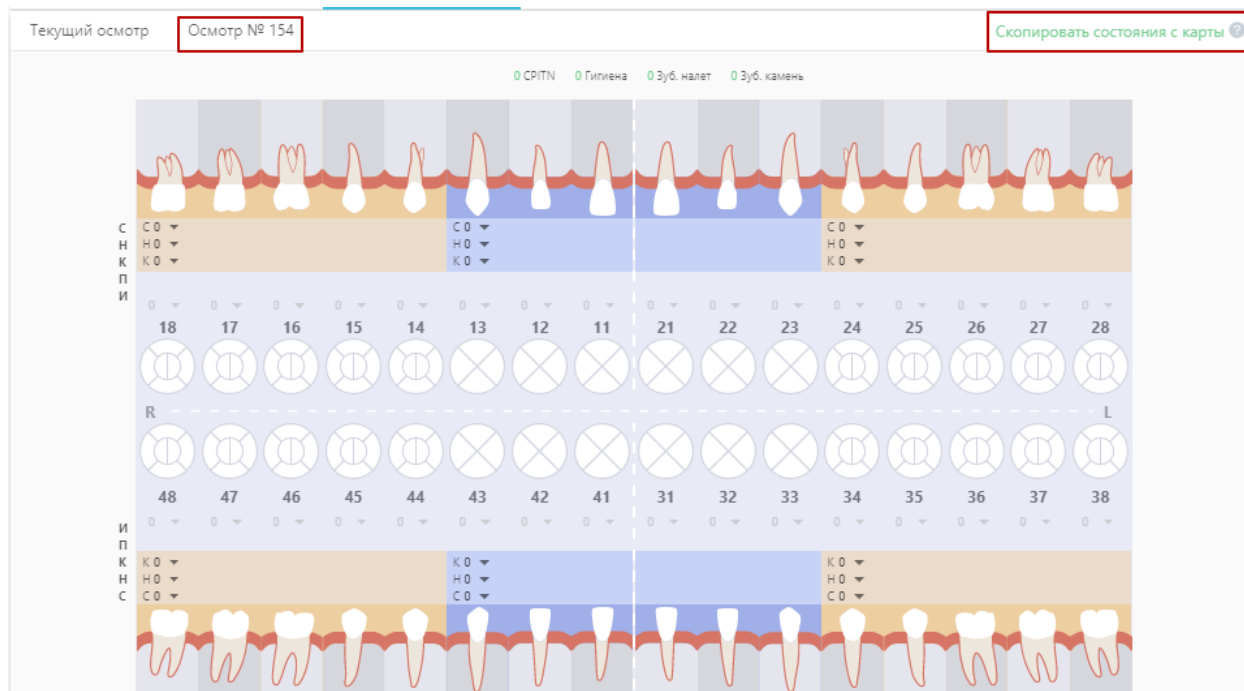 Текущий осмотр Осмотр № 154 Скопировать состояния с карты ?
0 CPITN 0 Гигиена 0 Зуб. налет 0 Зуб. камень
С С 0 С 0 С 0
Н Н 0 Н 0 Н 0
К К 0 К 0 К 0
П
И
0 0 0 0 0 0 0 0 0 0 0 0 0 0 0 0
18 17 16 15 14 13 12 11 21 22 23 24 25 26 27 28
R L
48 47 46 45 44 43 42 41 31 32 33 34 35 36 37 38
И 0 0 0 0 0 0 0 0 0 0 0 0 0 0 0 0
П
К К 0 К 0 К 0
Н Н 0 Н 0 Н 0
С С 0 С 0 С 0